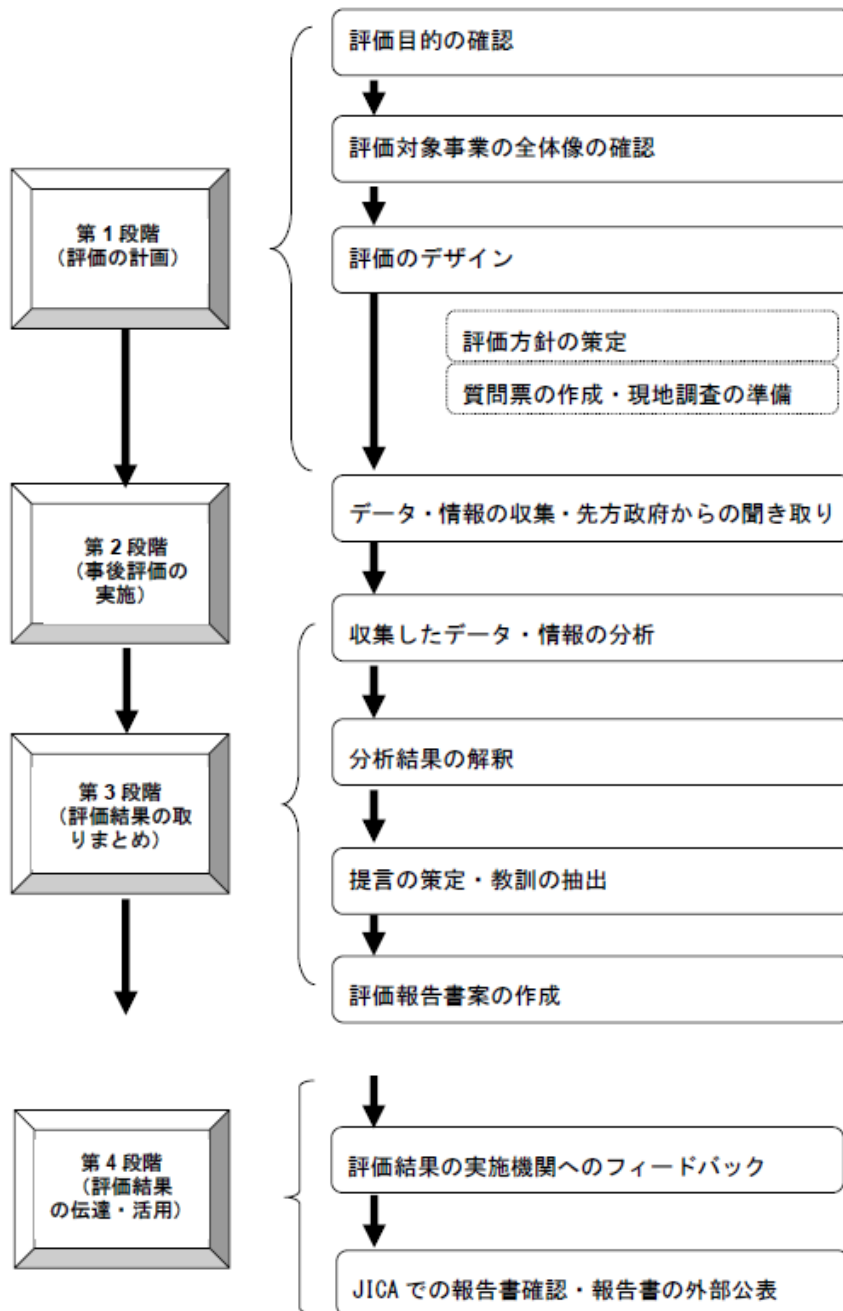 評価目的の確認
評価対象事業の全体像の確認
第1段階
（評価の計画）
評価のデザイン
評価方針の策定
質問票の作成・現地調査の準備
第2段階
（事後評価の
実施）
データ・情報の収集・先方政府からの聞き取り
収集したデータ・情報の分析
第3段階
（評価結果の取
りまとめ）
分析結果の解釈
提言の策定・教訓の抽出
評価報告書案の作成
第4段階
（評価結果
の伝達・活用）
評価結果の実施機関へのフィードバック
JICAでの報告書確認・報告書の外部公表